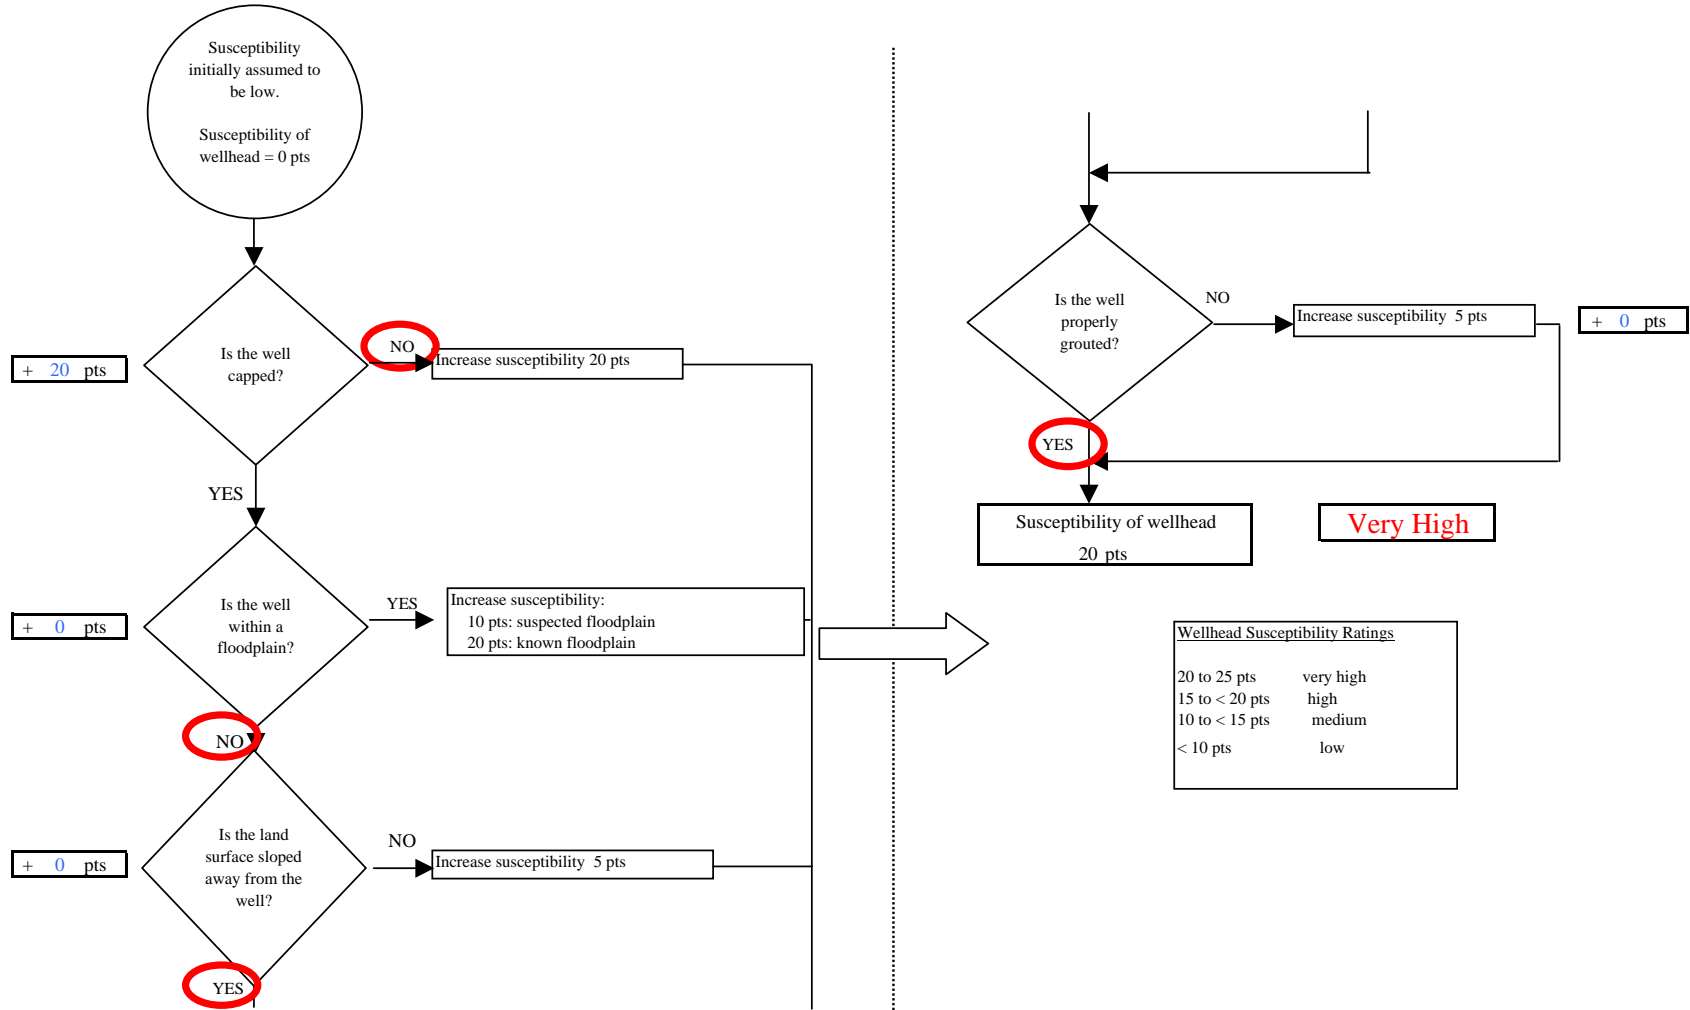 Susceptibility
initially assumed to
be low.
Susceptibility of
wellhead = 0 pts
Is the well
capped?
NO
Increase susceptibility 20 pts
+ 20 pts
YES
Is the well
within a
floodplain?
YES
Increase susceptibility:
10 pts: suspected floodplain
20 pts: known floodplain
+ 0 pts
NO
Is the land
surface sloped
away from the
well?
NO
Increase susceptibility 5 pts
+ 0 pts
YES
Is the well
properly
grouted?
NO
Increase susceptibility 5 pts
+ 0 pts
YES
Susceptibility of wellhead
20 pts
Very High
Wellhead Susceptibility Ratings
20 to 25 pts very high
15 to < 20 pts high
10 to < 15 pts medium
< 10 pts low